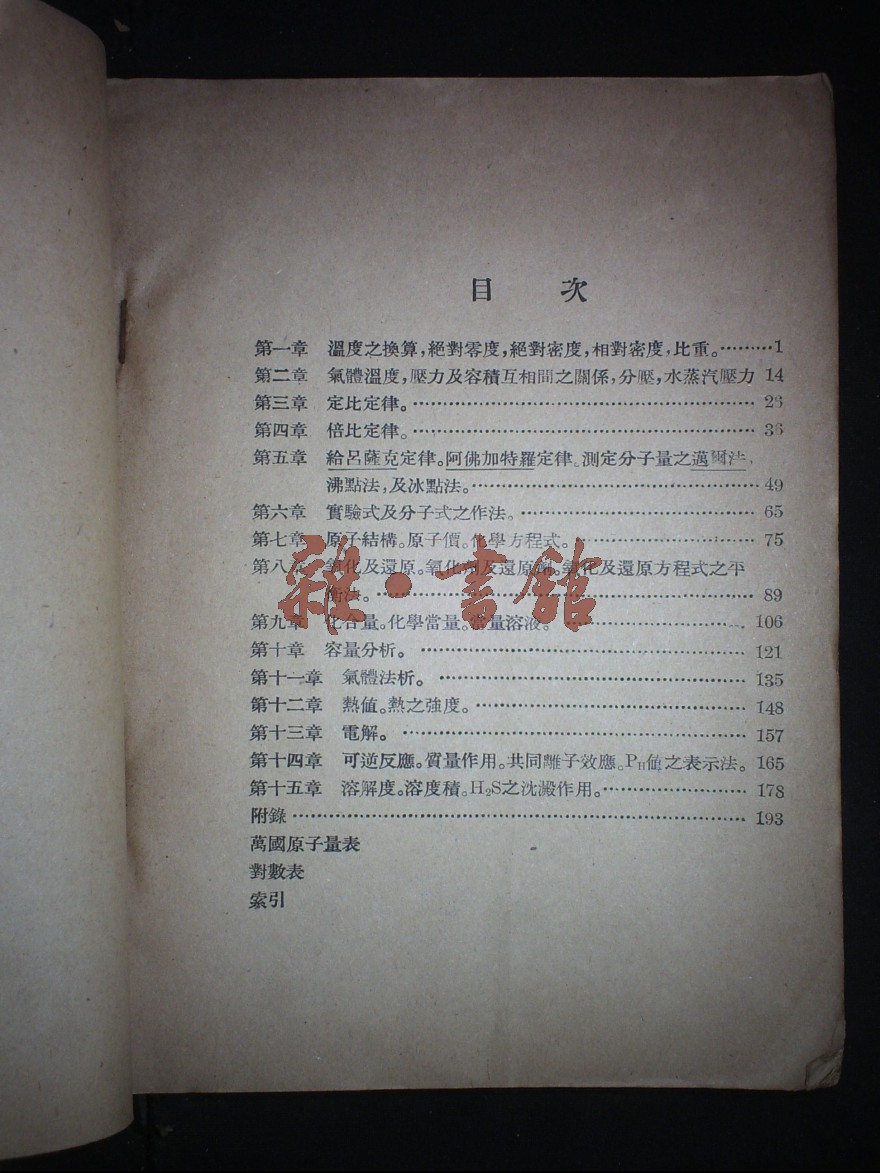 目 次
第一章 溫度之換算,絕對零度,絕對密度,相對密度,比重。………1
第二章 氣體溫度,壓力及容積互相間之關係,分壓,水蒸汽壓力 14
第三章 定比定律。…………………………………………… 26
第四章 倍比定律。…………………………………………… 36
第五章 給呂薩克定律。阿佛加特羅定律。測定分子量之邁爾法,
沸點法,及冰點法。…………………………………… 49
第六章 實驗式及分子式之作法。…………………………… 65
第七章 原子結構。原子價。化學方程式。………………… 75
第八章 氧化及還原。氧化劑及還原劑。氧化及還原方程式之平
衡法。………………………………………………… 89
第九章 化合量。化學當量。當量溶液。…………………… 106
第十章 容量分析。…………………………………………… 121
第十一章 氣體法析。………………………………………… 135
第十二章 熱值。熱之強度。………………………………… 148
第十三章 電解。……………………………………………… 157
第十四章 可逆反應。質量作用。共同離子效應。PH值之表示法。165
第十五章 溶解度。溶度積。H₂S之沈澱作用。……………… 178
附錄…………………………………………………………… 193
萬國原子量表
對數表
索引
雜·書館